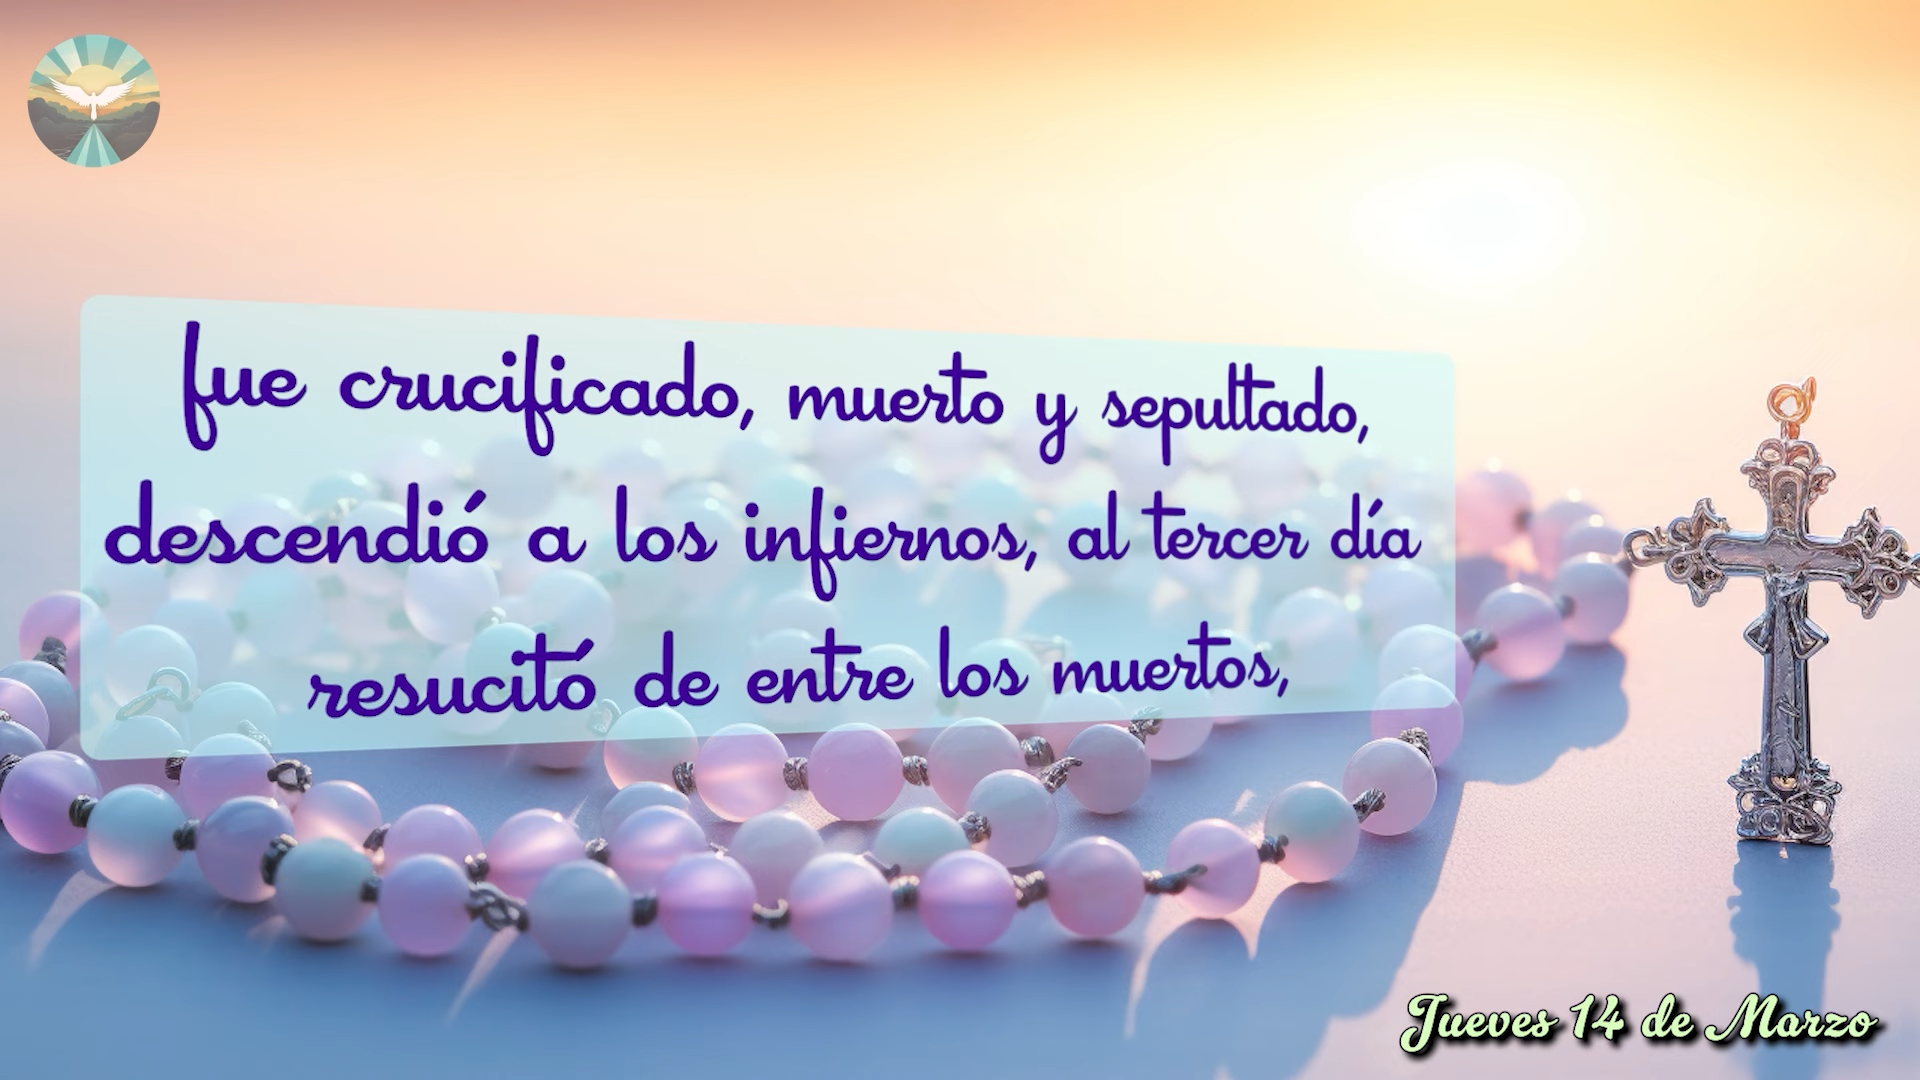 fue crucificado, muerto y sepultado,
descendió a los infiernos, al tercer día
resucitó de entre los muertos,
Jueves 14 de Marzo